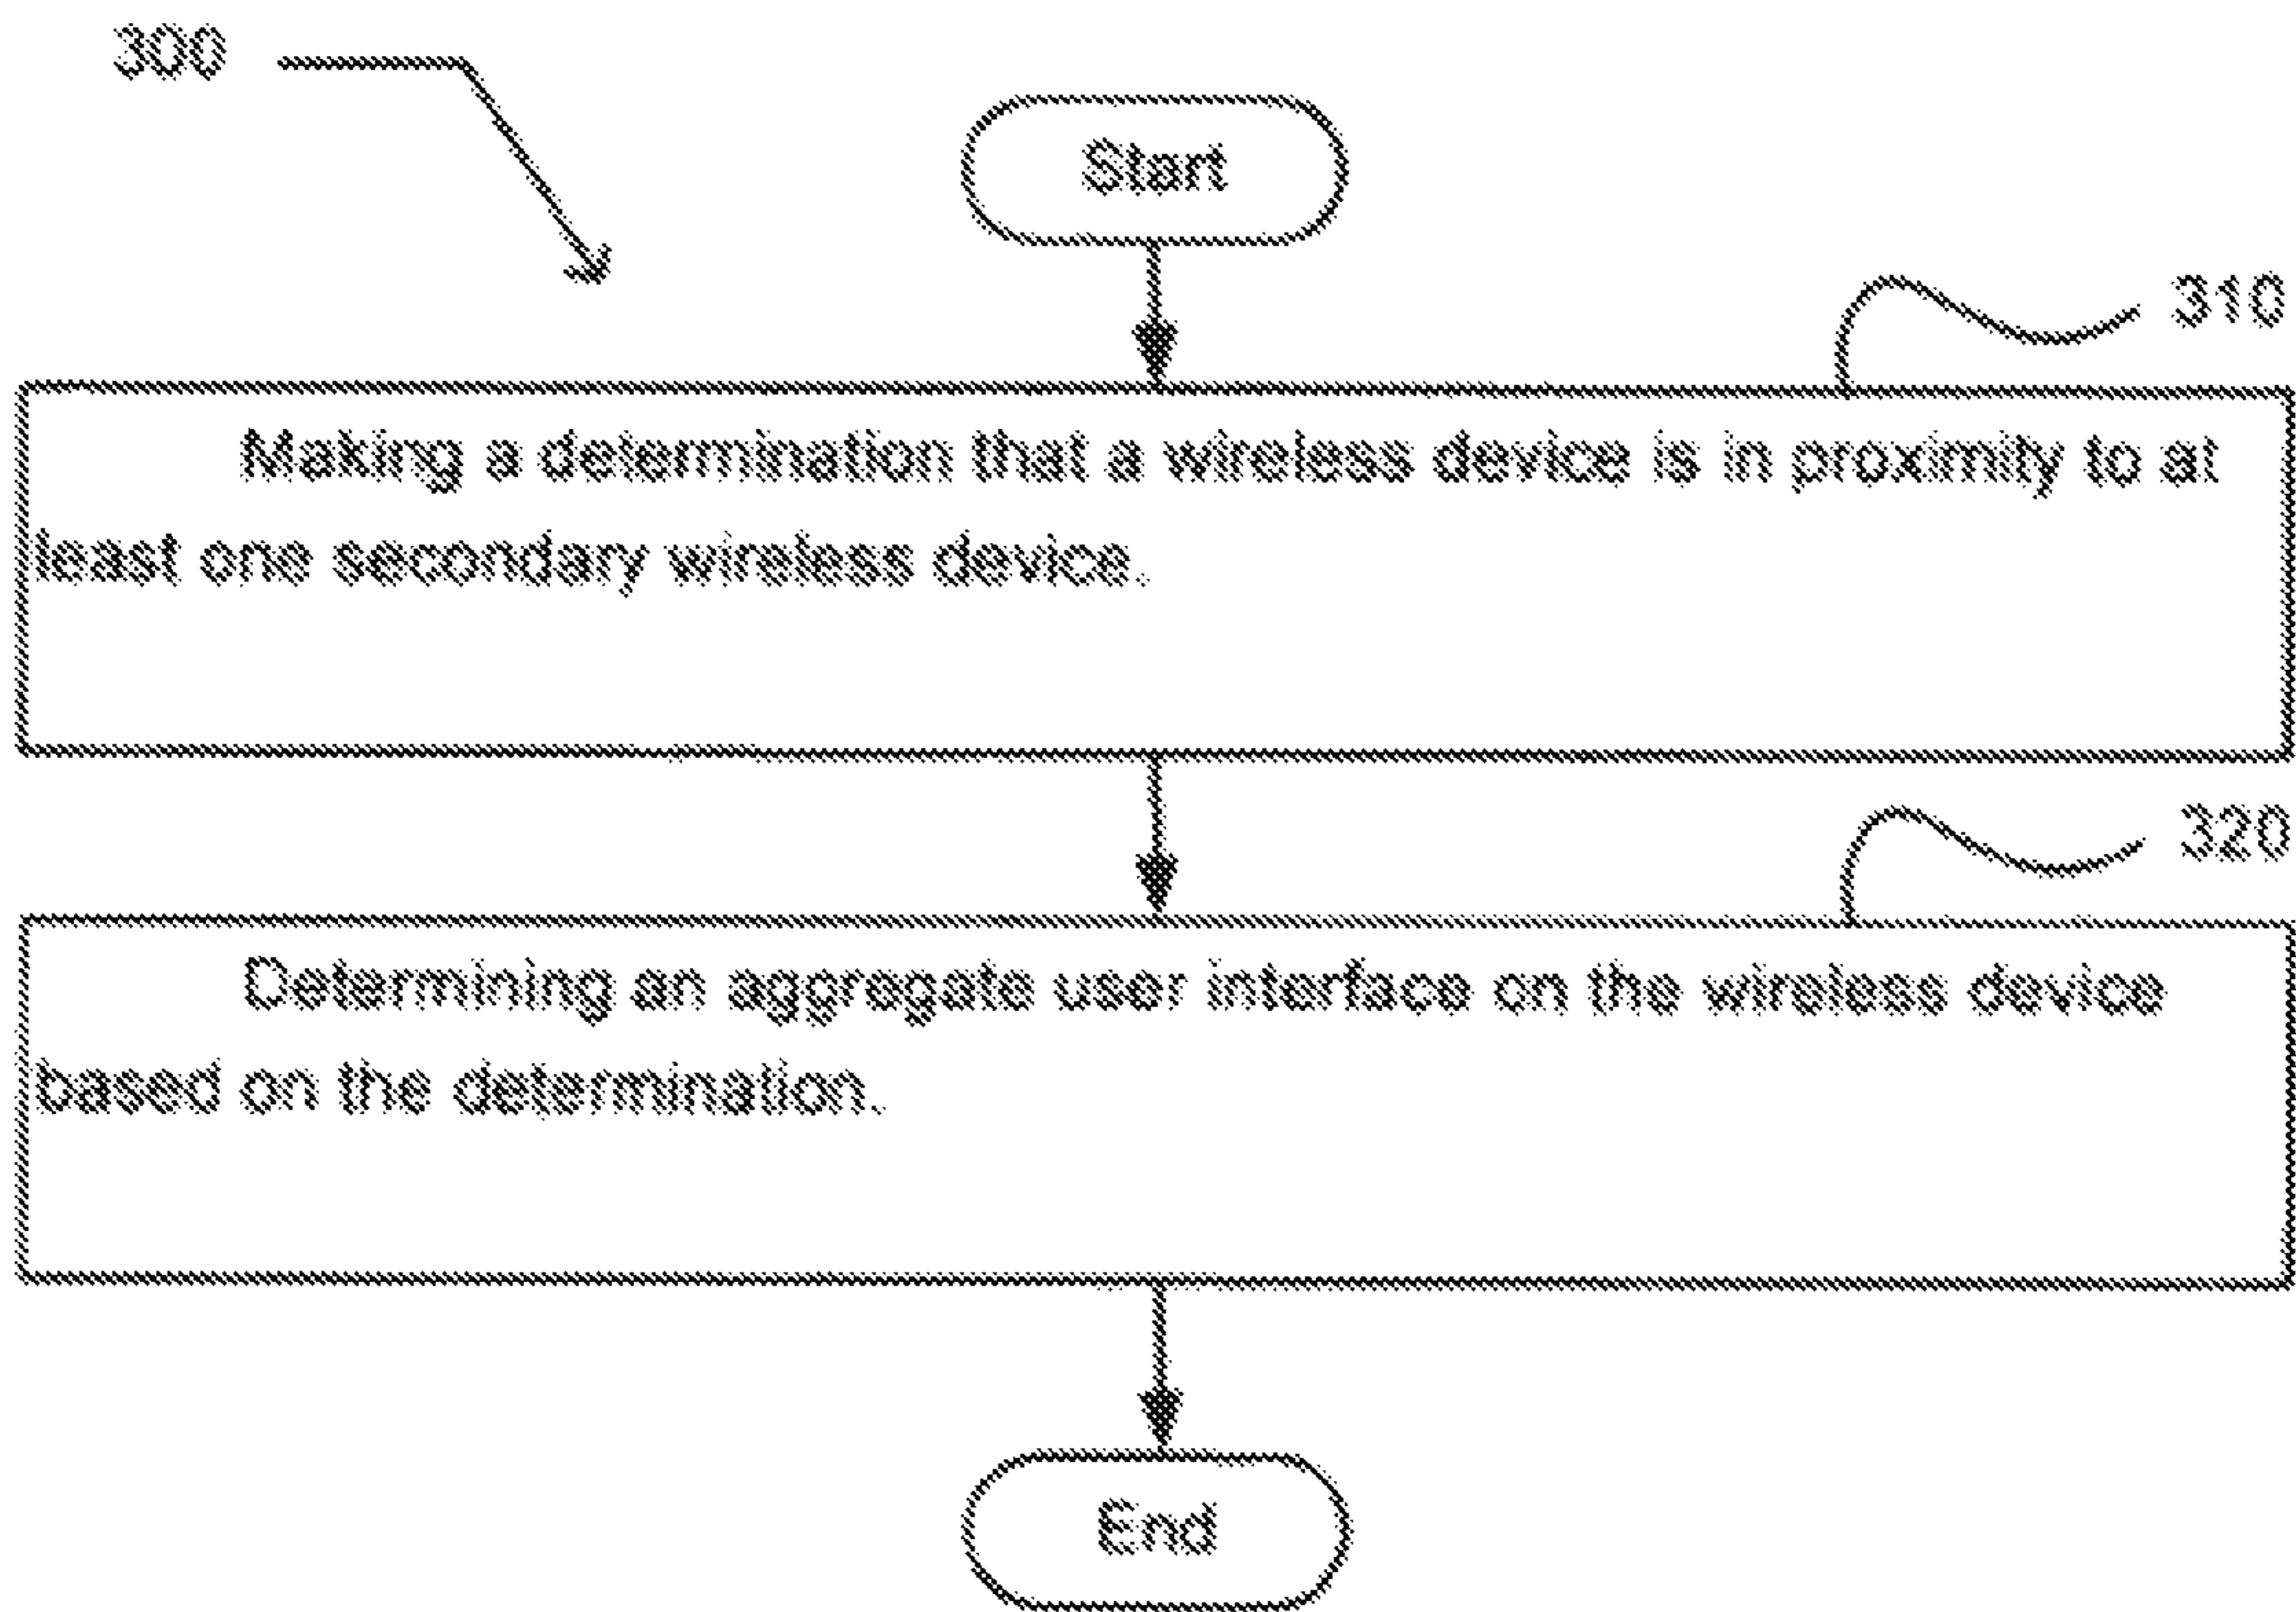 300
Start
310
Making a determination that a wireless device is in proximity to at
least one secondary wireless device.
320
Determining an aggregate user interface on the wireless device
based on the determination.
End